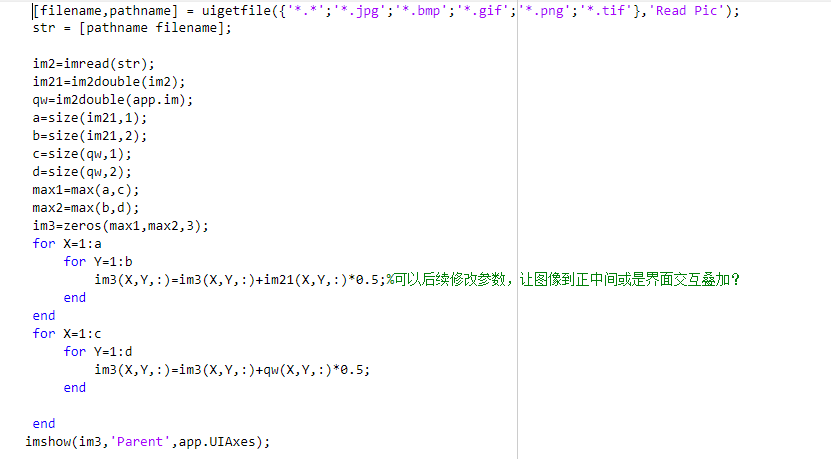 [filename,pathname] = uigetfile({'*.*';'*.jpg';'*.bmp';'*.gif';'*.png';'*.tif'},'Read Pic');
str = [pathname filename];
im2=imread(str);
im21=im2double(im2);
qw=im2double(app.im);
a=size(im21,1);
b=size(im21,2);
c=size(qw,1);
d=size(qw,2);
max1=max(a,c);
max2=max(b,d);
im3=zeros(max1,max2,3);
for X=1:a
for Y=1:b
im3(X,Y,:)=im3(X,Y,:)+im21(X,Y,:)*0.5;%可以后续修改参数，让图像到正中间或是界面交互叠加？
end
end
for X=1:c
for Y=1:d
im3(X,Y,:)=im3(X,Y,:)+qw(X,Y,:)*0.5;
end
end
imshow(im3,'Parent',app.UIAxes);